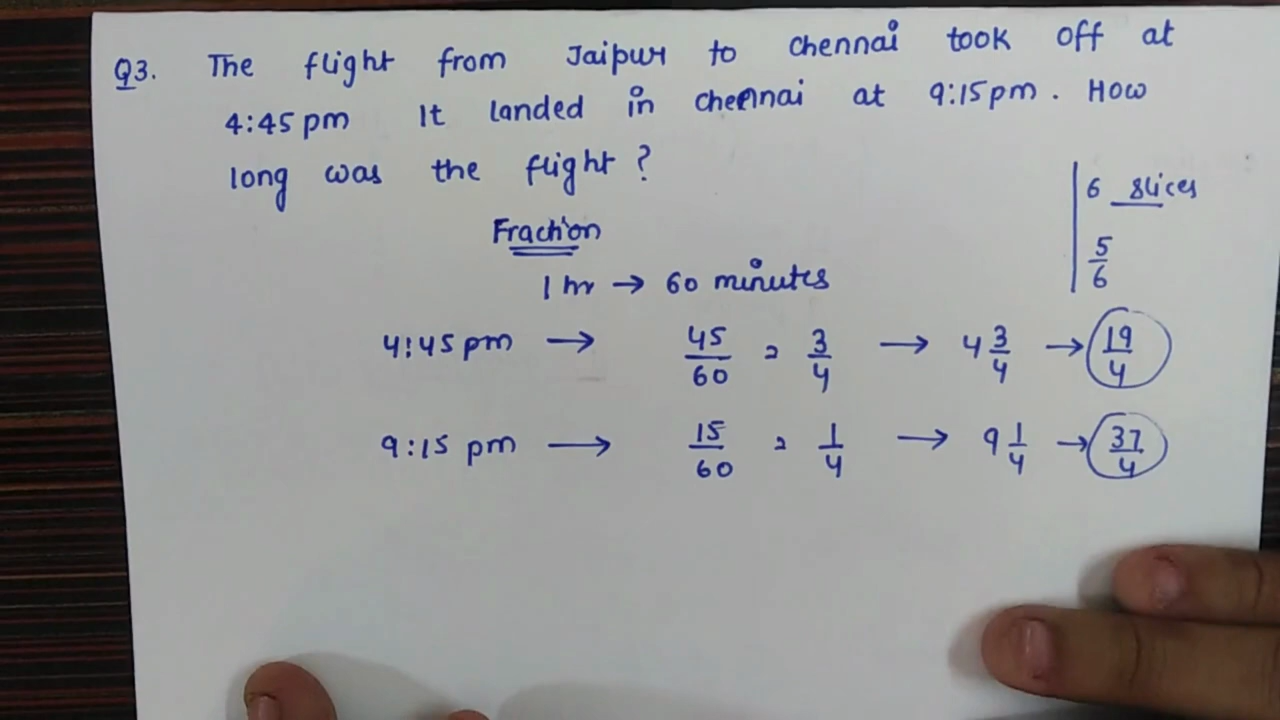 Q3. The flight from Jaipur to Chennai took off at
4:45 pm It landed in Chennai at 9:15 pm. How
long was the flight ?
Fraction
1 hr → 60 minutes
6 slices
5/6
4:45 pm → 45/60 = 3/4 → 4 3/4 → 19/4
9:15 pm → 15/60 = 1/4 → 9 1/4 → 37/4